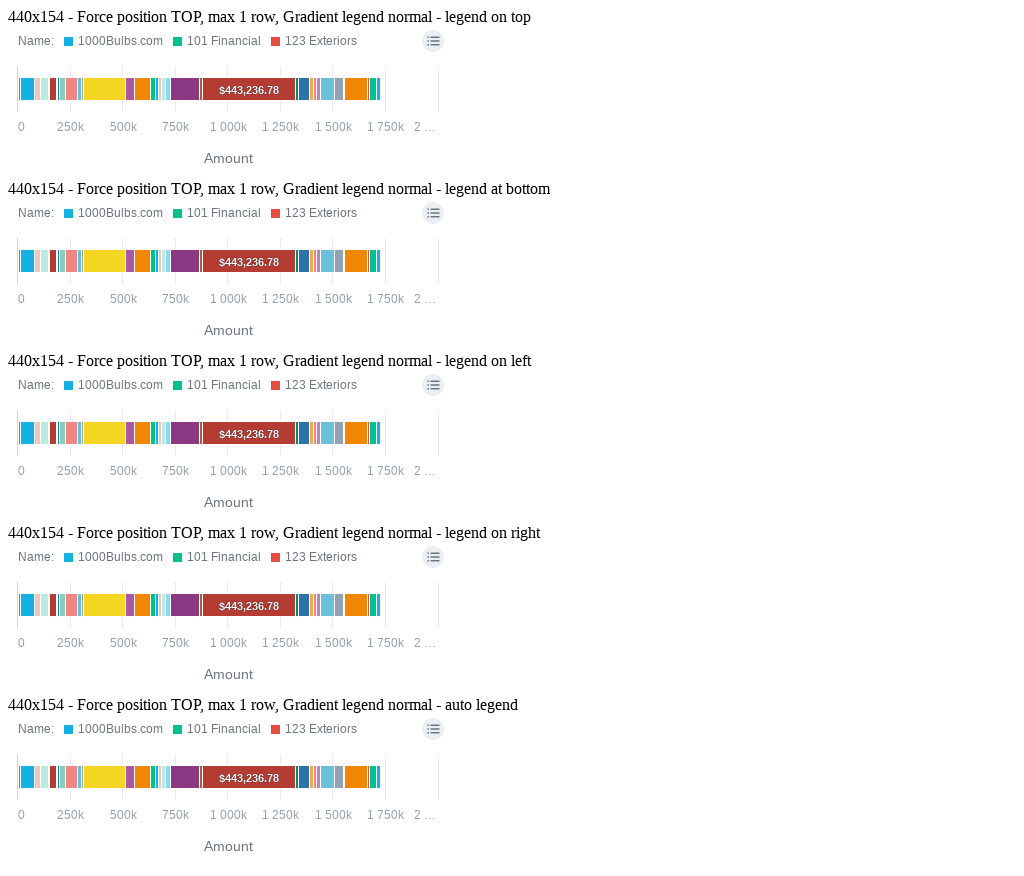 440x154 - Force position TOP, max 1 row, Gradient legend normal - legend on top
Name: 1000Bulbs.com 101 Financial 123 Exteriors
$443,236.78
0 250k 500k 750k 1 000k 1 250k 1 500k 1 750k 2 ...
Amount
440x154 - Force position TOP, max 1 row, Gradient legend normal - legend at bottom
Name: 1000Bulbs.com 101 Financial 123 Exteriors
$443,236.78
0 250k 500k 750k 1 000k 1 250k 1 500k 1 750k 2 ...
Amount
440x154 - Force position TOP, max 1 row, Gradient legend normal - legend on left
Name: 1000Bulbs.com 101 Financial 123 Exteriors
$443,236.78
0 250k 500k 750k 1 000k 1 250k 1 500k 1 750k 2 ...
Amount
440x154 - Force position TOP, max 1 row, Gradient legend normal - legend on right
Name: 1000Bulbs.com 101 Financial 123 Exteriors
$443,236.78
0 250k 500k 750k 1 000k 1 250k 1 500k 1 750k 2 ...
Amount
440x154 - Force position TOP, max 1 row, Gradient legend normal - auto legend
Name: 1000Bulbs.com 101 Financial 123 Exteriors
$443,236.78
0 250k 500k 750k 1 000k 1 250k 1 500k 1 750k 2 ...
Amount